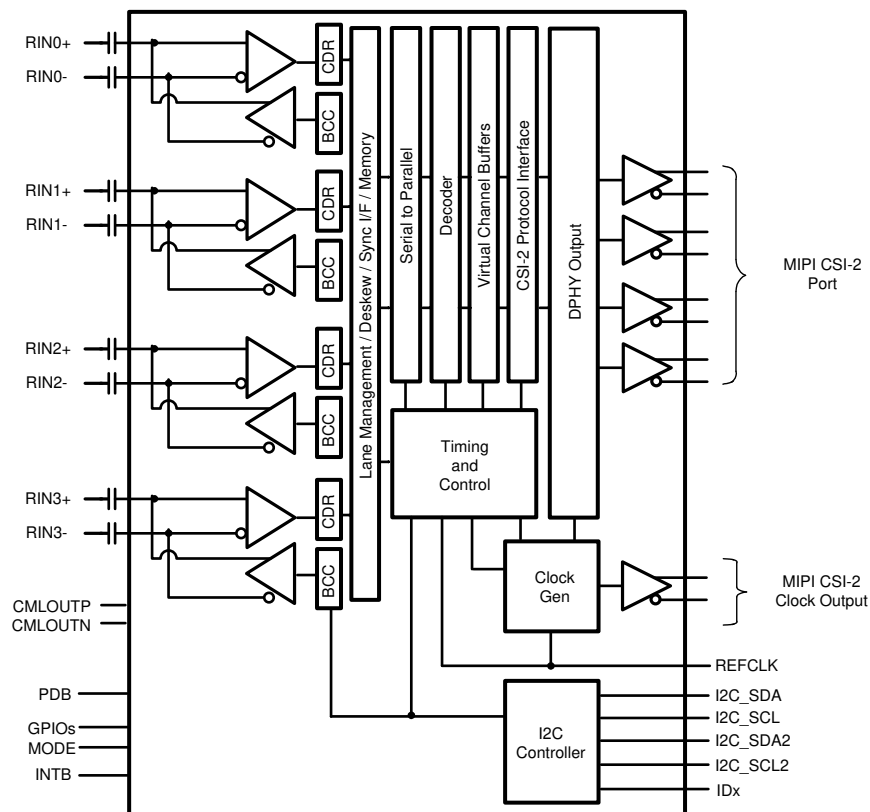 RIN0+
RIN0-
CDR
BCC
RIN1+
RIN1-
CDR
BCC
RIN2+
RIN2-
CDR
BCC
RIN3+
RIN3-
CDR
BCC
Lane Management / Deskew / Sync I/F / Memory
Serial to Parallel
Decoder
Virtual Channel Buffers
CSI-2 Protocol Interface
DPHY Output
MIPI CSI-2
Port
Timing
and
Control
Clock
Gen
MIPI CSI-2
Clock Output
CMLOUTP
CMLOUTN
PDB
GPIOs
MODE
INTB
REFCLK
I2C
Controller
I2C_SDA
I2C_SCL
I2C_SDA2
I2C_SCL2
IDx